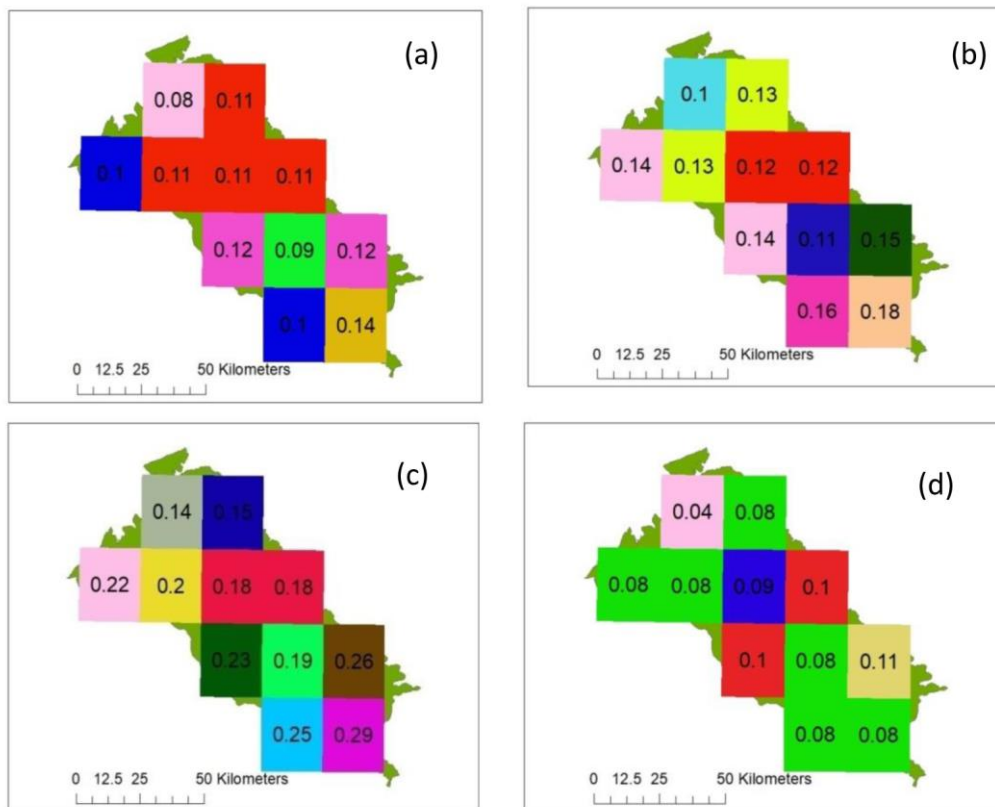 (a)
0.08 0.11
0.1 0.11 0.11 0.11
0.12 0.09 0.12
0.1 0.14
0 12.5 25 50 Kilometers
(b)
0.1 0.13
0.14 0.13 0.12 0.12
0.14 0.11 0.15
0.16 0.18
0 12.5 25 50 Kilometers
(c)
0.14 0.15
0.22 0.2 0.18 0.18
0.23 0.19 0.26
0.25 0.29
0 12.5 25 50 Kilometers
(d)
0.04 0.08
0.08 0.08 0.09 0.1
0.1 0.08 0.11
0.08 0.08
0 12.5 25 50 Kilometers